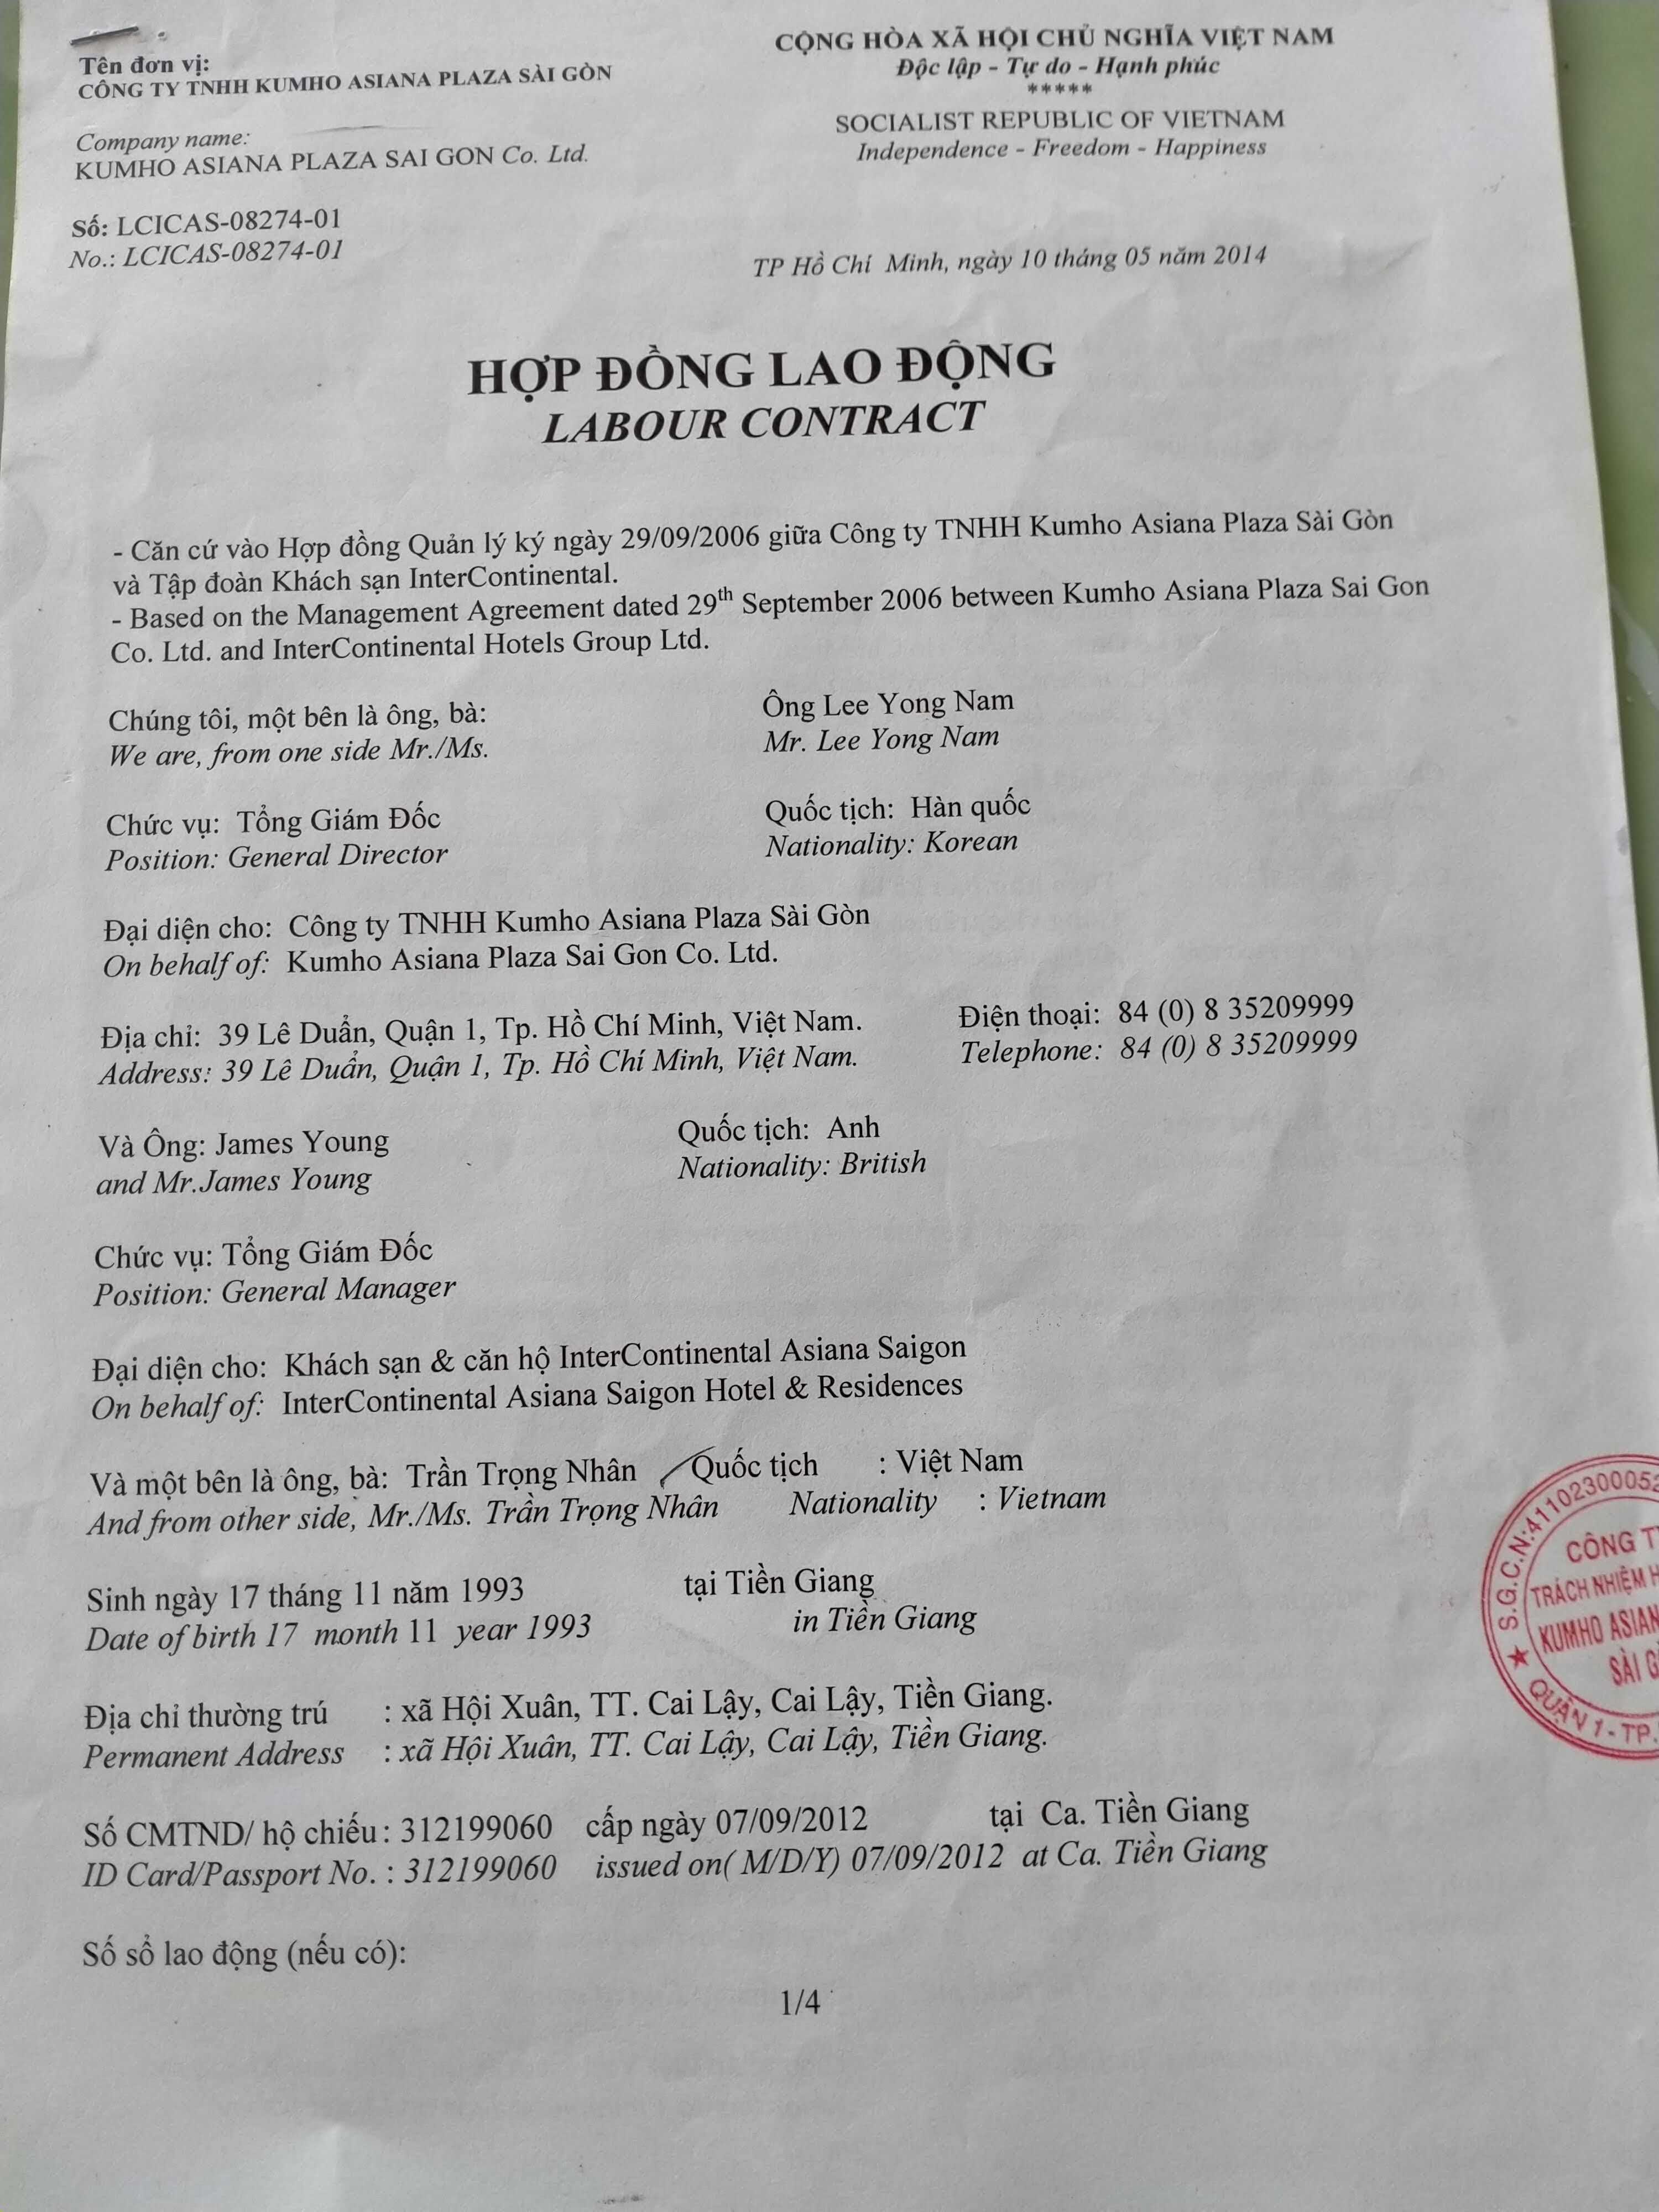 Tên đơn vị:
CÔNG TY TNHH KUMHO ASIANA PLAZA SÀI GÒN
Company name:
KUMHO ASIANA PLAZA SAI GON Co. Ltd.
Số: LCICAS-08274-01
No.: LCICAS-08274-01
CỘNG HÒA XÃ HỘI CHỦ NGHĨA VIỆT NAM
Độc lập - Tự do - Hạnh phúc
*****
SOCIALIST REPUBLIC OF VIETNAM
Independence - Freedom - Happiness
TP Hồ Chí Minh, ngày 10 tháng 05 năm 2014
HỢP ĐỒNG LAO ĐỘNG
LABOUR CONTRACT
- Căn cứ vào Hợp đồng Quản lý ký ngày 29/09/2006 giữa Công ty TNHH Kumho Asiana Plaza Sài Gòn
và Tập đoàn Khách sạn InterContinental.
- Based on the Management Agreement dated 29th September 2006 between Kumho Asiana Plaza Sai Gon
Co. Ltd. and InterContinental Hotels Group Ltd.
Chúng tôi, một bên là ông, bà: Ông Lee Yong Nam
We are, from one side Mr./Ms. Mr. Lee Yong Nam
Chức vụ: Tổng Giám Đốc Quốc tịch: Hàn quốc
Position: General Director Nationality: Korean
Đại diện cho: Công ty TNHH Kumho Asiana Plaza Sài Gòn
On behalf of: Kumho Asiana Plaza Sai Gon Co. Ltd.
Địa chỉ: 39 Lê Duẩn, Quận 1, Tp. Hồ Chí Minh, Việt Nam. Điện thoại: 84 (0) 8 35209999
Address: 39 Lê Duẩn, Quận 1, Tp. Hồ Chí Minh, Việt Nam. Telephone: 84 (0) 8 35209999
Và Ông: James Young Quốc tịch: Anh
and Mr.James Young Nationality: British
Chức vụ: Tổng Giám Đốc
Position: General Manager
Đại diện cho: Khách sạn & căn hộ InterContinental Asiana Saigon
On behalf of: InterContinental Asiana Saigon Hotel & Residences
Và một bên là ông, bà: Trần Trọng Nhân Quốc tịch : Việt Nam
And from other side, Mr./Ms. Trần Trọng Nhân Nationality : Vietnam
Sinh ngày 17 tháng 11 năm 1993 tại Tiền Giang
Date of birth 17 month 11 year 1993 in Tiền Giang
Địa chỉ thường trú : xã Hội Xuân, TT. Cai Lậy, Cai Lậy, Tiền Giang.
Permanent Address : xã Hội Xuân, TT. Cai Lậy, Cai Lậy, Tiền Giang.
Số CMTND/ hộ chiếu : 312199060 cấp ngày 07/09/2012 tại Ca. Tiền Giang
ID Card/Passport No. : 312199060 issued on( M/D/Y) 07/09/2012 at Ca. Tiền Giang
Số sổ lao động (nếu có):
1/4
S.G.C.N:4110230005
CÔNG T
TRÁCH NHIỆM H
KUMHO ASIAN
SÀI G
QUẬN 1 - TP.